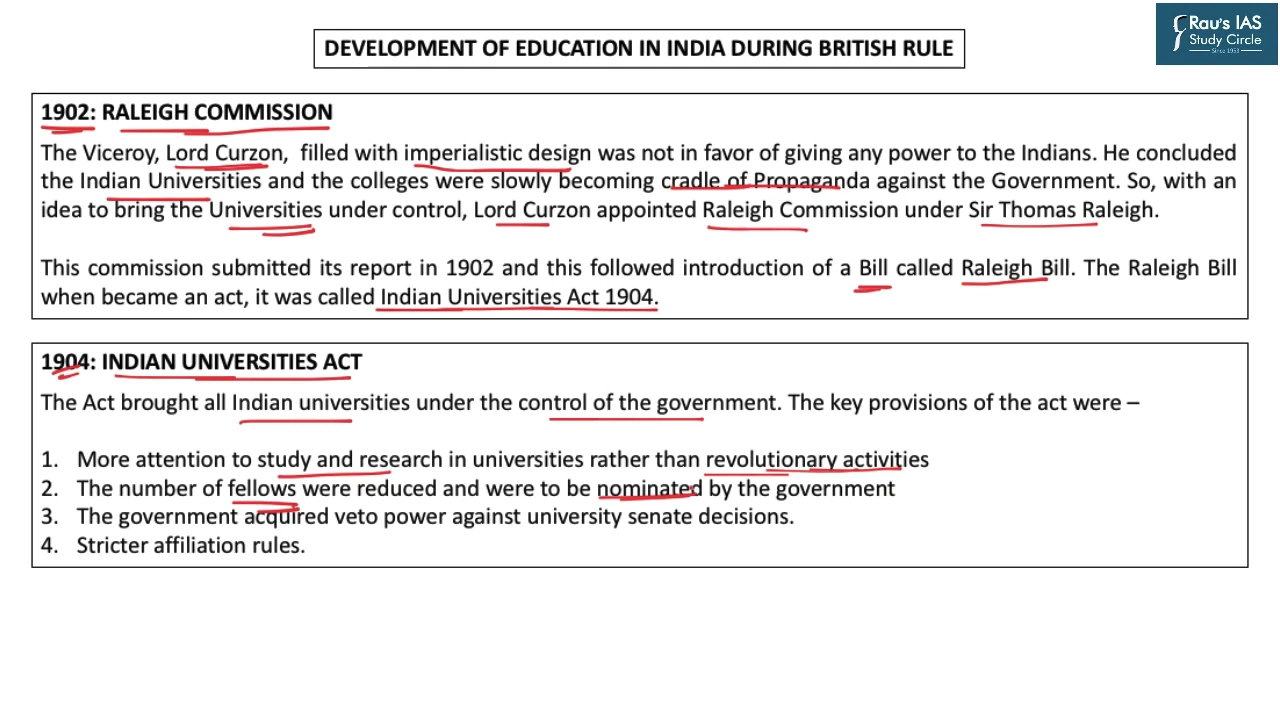 DEVELOPMENT OF EDUCATION IN INDIA DURING BRITISH RULE
Rau's IAS
Study Circle
Since 1953
1902: RALEIGH COMMISSION
The Viceroy, Lord Curzon, filled with imperialistic design was not in favor of giving any power to the Indians. He concluded
the Indian Universities and the colleges were slowly becoming cradle of Propaganda against the Government. So, with an
idea to bring the Universities under control, Lord Curzon appointed Raleigh Commission under Sir Thomas Raleigh.
This commission submitted its report in 1902 and this followed introduction of a Bill called Raleigh Bill. The Raleigh Bill
when became an act, it was called Indian Universities Act 1904.
1904: INDIAN UNIVERSITIES ACT
The Act brought all Indian universities under the control of the government. The key provisions of the act were –
1. More attention to study and research in universities rather than revolutionary activities
2. The number of fellows were reduced and were to be nominated by the government
3. The government acquired veto power against university senate decisions.
4. Stricter affiliation rules.